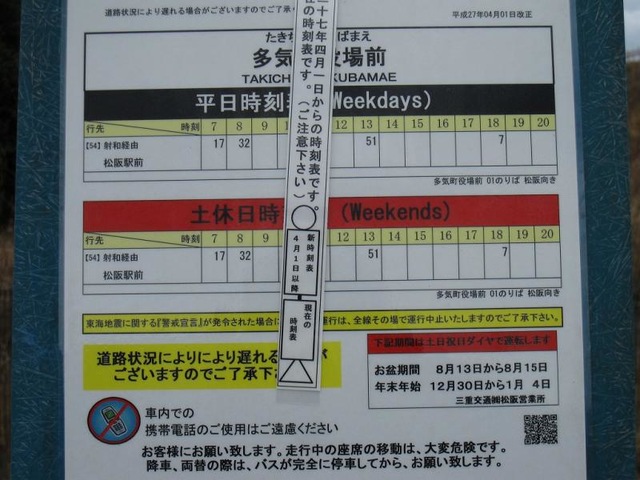 道路状況により遅れる場合がございますのでご了承
平成27年04月01日改正
たき ばまえ
多気 役場前
TAKICH KUBAMAE
平日時刻 Weekdays)
行先 時刻 7 8 9 12 13 14 15 16 17 18 19 20
【54】射和経由 17 32 51 7
松阪駅前
多気町役場前 01のりば 松阪向き
土休日時 (Weekends)
行先 時刻 7 8 9 10 12 13 14 15 16 17 18 19 20
【54】射和経由 17 32 51 7
松阪駅前
多気町役場前 01のりば 松阪向き
二十七年四月一日からの時刻表です。
の時刻表です。(ご注意下さい)
新時刻表
4月1日以降
現在の
時刻表
東海地震に関する『警戒宣言』が発令された場合に 運行は、全線その場で運行中止いたしますのでご了承下さい。
道路状況によりにより遅れる が
ございますのでご了承下
下記期間は土日祝日ダイヤで運転します
お盆期間 8月13日から8月15日
年末年始 12月30日から1月 4日
三重交通㈱松阪営業所
車内での
携帯電話のご使用はご遠慮ください
お客様にお願い致します。走行中の座席の移動は、大変危険です。
降車、両替の際は、バスが完全に停車してから、お願い致します。